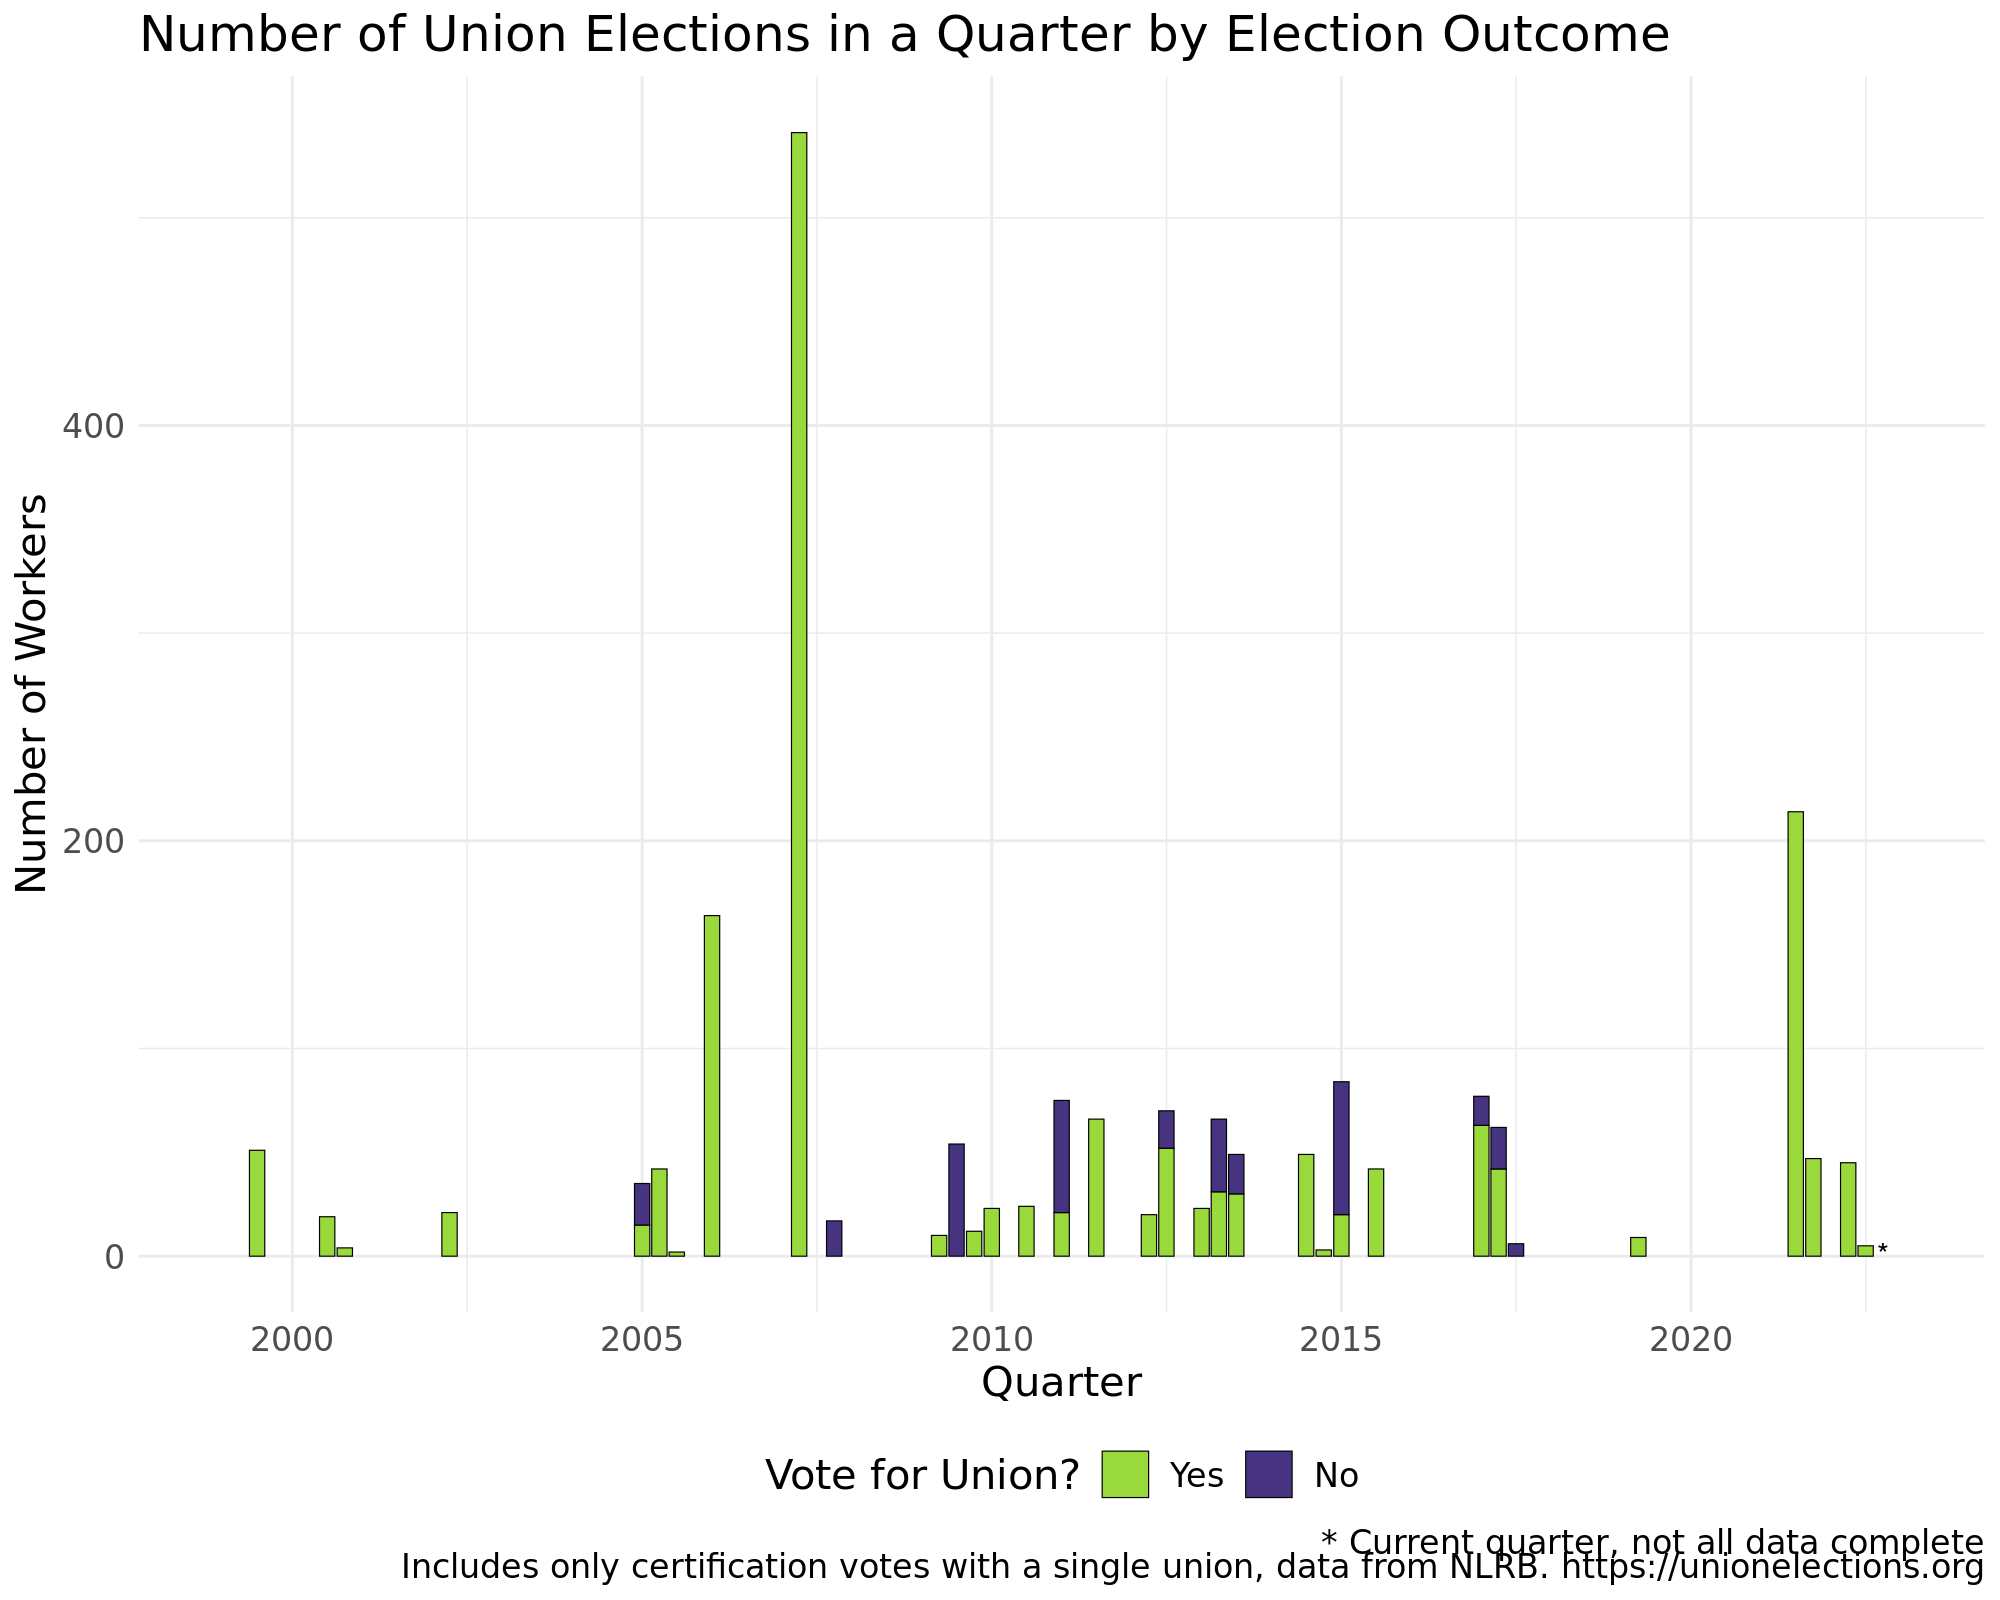 Number of Union Elections in a Quarter by Election Outcome
Number of Workers
400
200
0
*
2000 2005 2010 2015 2020
Quarter
Vote for Union? Yes No
* Current quarter, not all data complete
Includes only certification votes with a single union, data from NLRB. https://unionelections.org